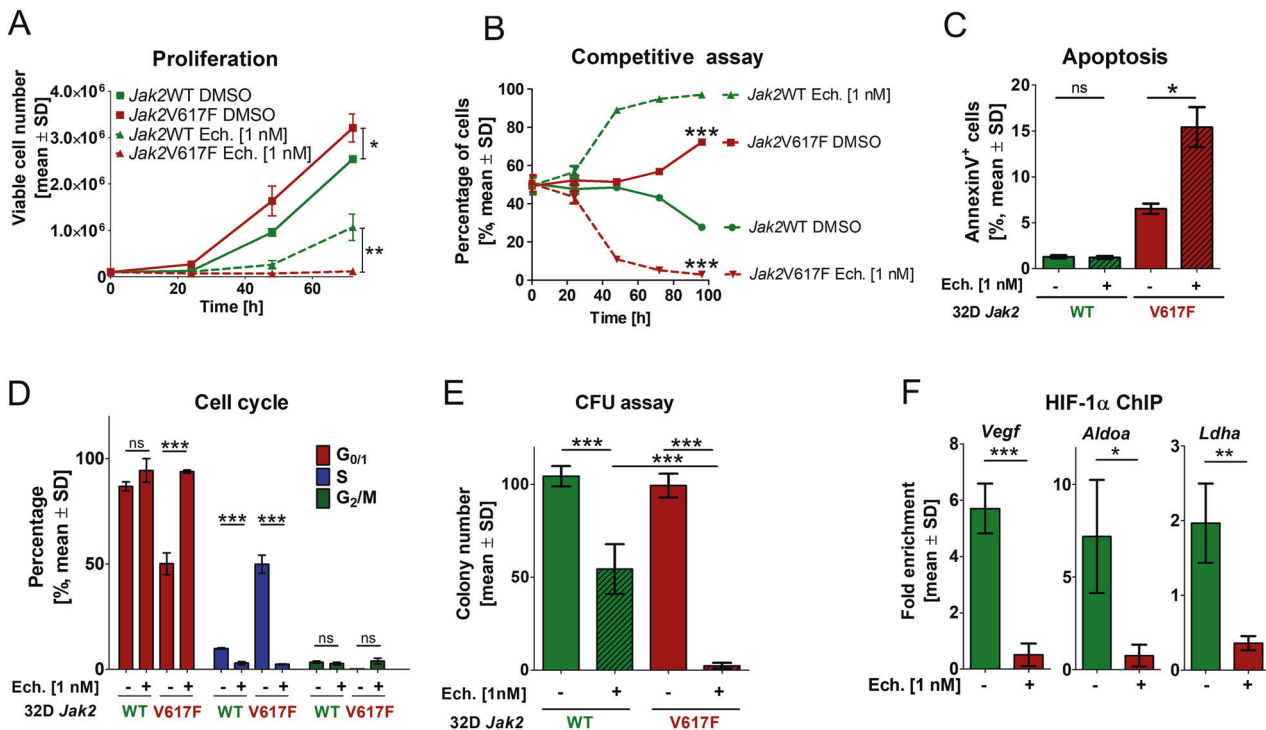 A
Proliferation
Viable cell number
[mean ± SD]
4.0×10⁶
3.0×10⁶
2.0×10⁶
1.0×10⁶
0
Jak2WT DMSO
Jak2V617F DMSO
Jak2WT Ech. [1 nM]
Jak2V617F Ech. [1 nM]
*
**
0 20 40 60
Time [h]
B
Competitive assay
Percentage of cells
[%, mean ± SD]
100
80
60
40
20
0
***
***
Jak2WT Ech. [1 nM]
Jak2V617F DMSO
Jak2WT DMSO
Jak2V617F Ech. [1 nM]
0 20 40 60 80 100
Time [h]
C
Apoptosis
AnnexinV⁺ cells
[%, mean ± SD]
20
15
10
5
0
ns *
Ech. [1 nM] - + - +
32D Jak2 WT V617F
D
Cell cycle
Percentage
[%, mean ± SD]
100
50
0
ns *** *** *** ns ns
G0/1
S
G2/M
Ech. [1 nM] - + - + - + - + - + - +
32D Jak2 WT V617F WT V617F WT V617F
E
CFU assay
Colony number
[mean ± SD]
100
50
0
*** ***
***
Ech. [1nM] - + - +
32D Jak2 WT V617F
F
HIF-1α ChIP
Fold enrichment
[mean ± SD]
Vegf Aldoa Ldha
*** * **
8
6
4
2
0
10
5
0
3
2
1
0
Ech. [1 nM] - + - + - +